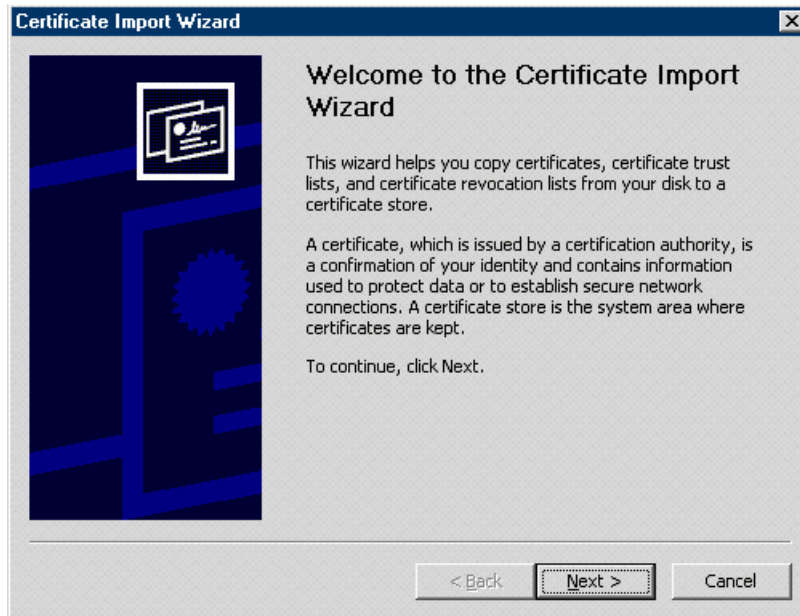 Certificate Import Wizard
Welcome to the Certificate Import
Wizard
This wizard helps you copy certificates, certificate trust
lists, and certificate revocation lists from your disk to a
certificate store.
A certificate, which is issued by a certification authority, is
a confirmation of your identity and contains information
used to protect data or to establish secure network
connections. A certificate store is the system area where
certificates are kept.
To continue, click Next.
< Back Next > Cancel